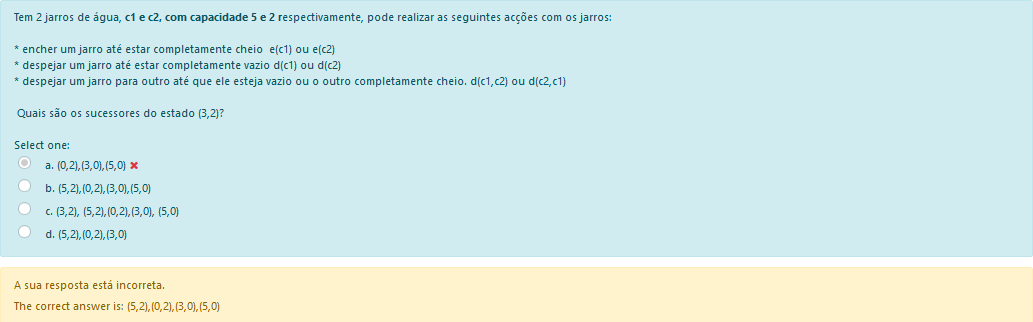 Tem 2 jarros de água, c1 e c2, com capacidade 5 e 2 respectivamente, pode realizar as seguintes acções com os jarros:
* encher um jarro até estar completamente cheio e(c1) ou e(c2)
* despejar um jarro até estar completamente vazio d(c1) ou d(c2)
* despejar um jarro para outro até que ele esteja vazio ou o outro completamente cheio. d(c1,c2) ou d(c2,c1)
Quais são os sucessores do estado (3,2)?
Select one:
a. (0,2),(3,0),(5,0)
b. (5,2),(0,2),(3,0),(5,0)
c. (3,2), (5,2),(0,2),(3,0), (5,0)
d. (5,2),(0,2),(3,0)
A sua resposta está incorreta.
The correct answer is: (5,2),(0,2),(3,0),(5,0)